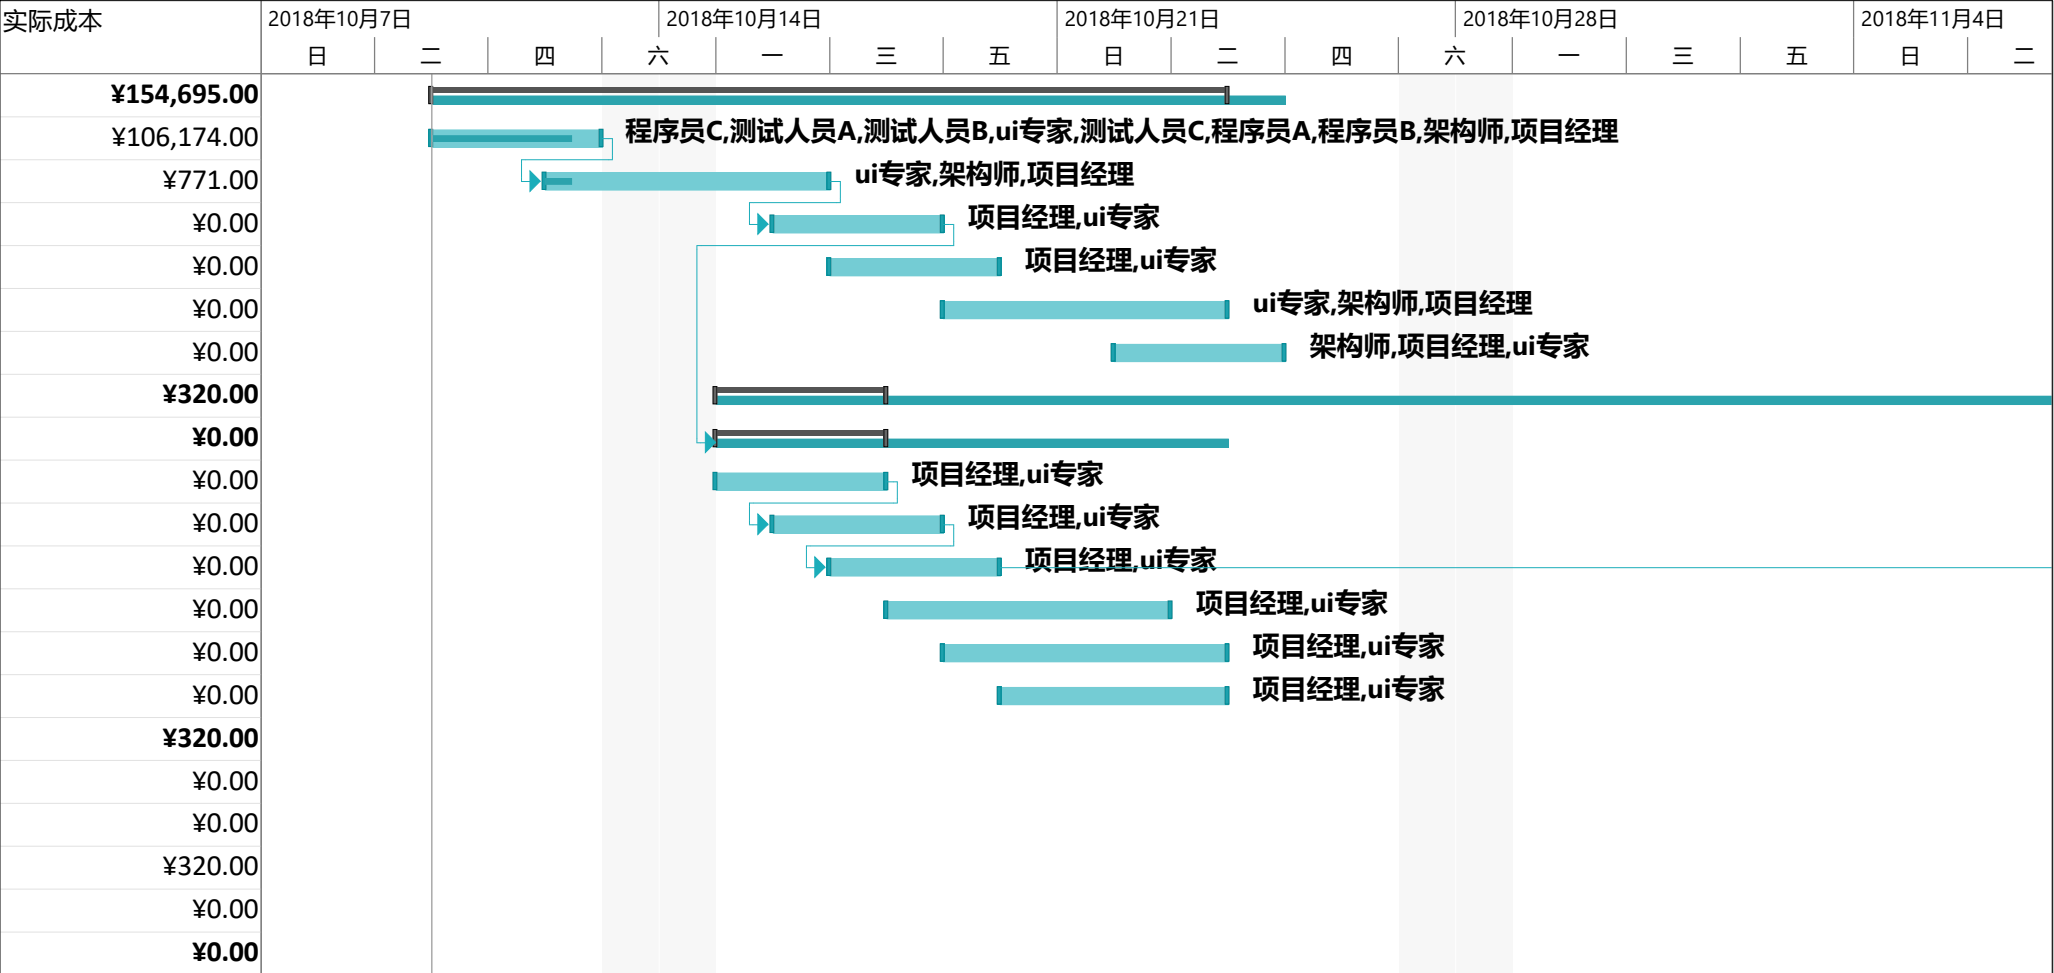 实际成本
2018年10月7日 2018年10月14日 2018年10月21日 2018年10月28日 2018年11月4日
日 二 四 六 一 三 五 日 二 四 六 一 三 五 日 二
¥154,695.00
¥106,174.00 程序员C,测试人员A,测试人员B,ui专家,测试人员C,程序员A,程序员B,架构师,项目经理
¥771.00 ui专家,架构师,项目经理
¥0.00 项目经理,ui专家
¥0.00 项目经理,ui专家
¥0.00 ui专家,架构师,项目经理
¥0.00 架构师,项目经理,ui专家
¥320.00
¥0.00
¥0.00 项目经理,ui专家
¥0.00 项目经理,ui专家
¥0.00 项目经理,ui专家
¥0.00 项目经理,ui专家
¥0.00 项目经理,ui专家
¥0.00 项目经理,ui专家
¥320.00
¥0.00
¥0.00
¥320.00
¥0.00
¥0.00